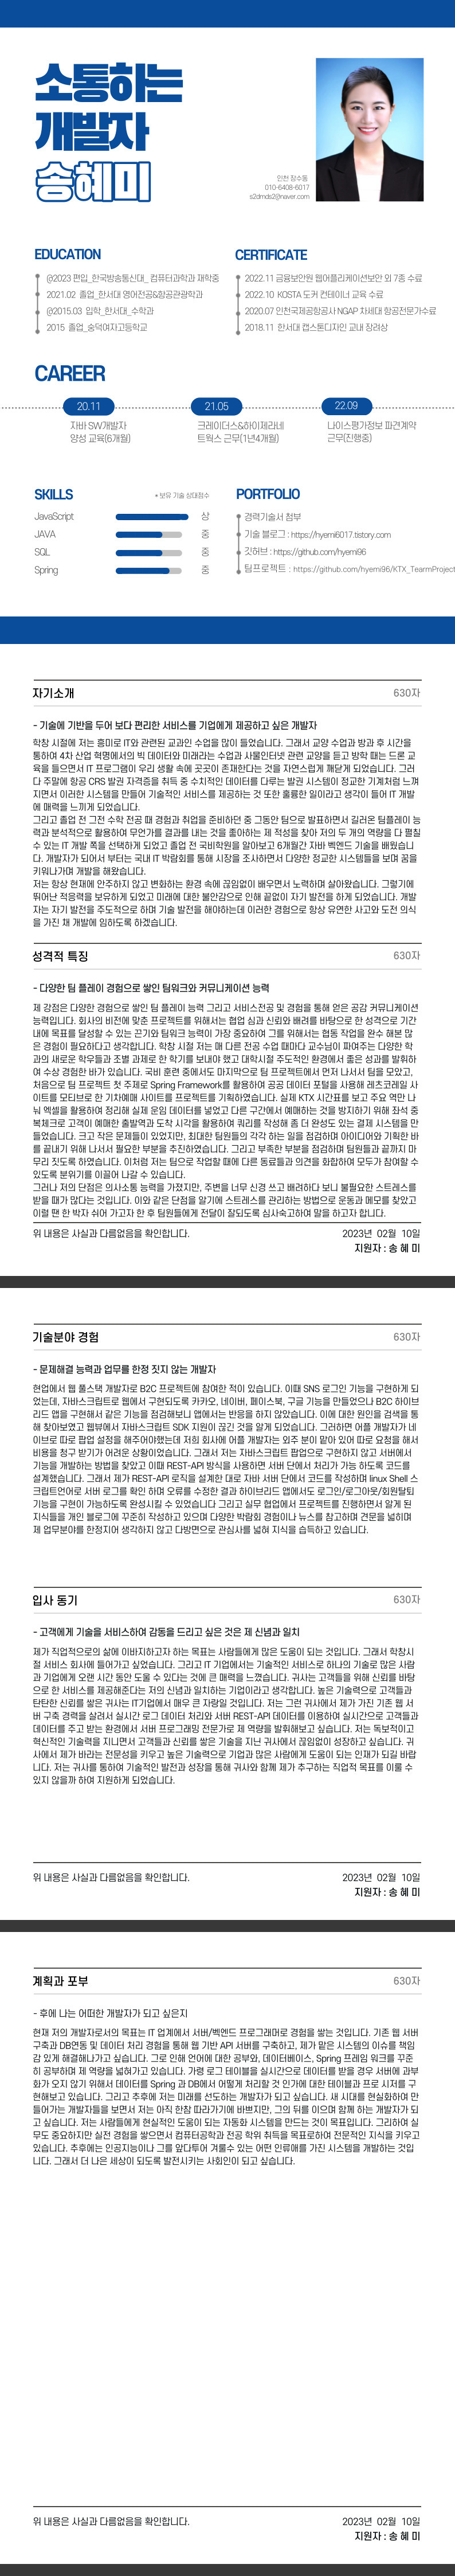 소통하는
개발자
송혜미
인천 장수동
010-6408-6017
s2dmds2@naver.com
EDUCATION
@2023 편입_한국방송통신대_ 컴퓨터과학과 재학중
2021.02 졸업_한서대 영어전공&항공관광학과
@2015.03 입학_한서대_수학과
2015 졸업_숭덕여자고등학교
CERTIFICATE
2022.11 금융보안원 웹어플리케이션보안 외 7종 수료
2022.10 KOSTA 도커 컨테이너 교육 수료
2020.07 인천국제공항공사 NGAP 차세대 항공전문가수료
2018.11 한서대 캡스톤디자인 교내 장려상
CAREER
20.11
자바 SW개발자
양성 교육(6개월)
21.05
크레이더스&하이제라네
트웍스 근무(1년4개월)
22.09
나이스평가정보 파견계약
근무(진행중)
SKILLS
* 보유 기술 상대점수
JavaScript 상
JAVA 중
SQL 중
Spring 중
PORTFOLIO
경력기술서 첨부
기술 블로그 : https://hyemi6017.tistory.com
깃허브 : https://github.com/hyemi96
팀프로젝트 : https://github.com/hyemi96/KTX_TearmProject
자기소개 630자
- 기술에 기반을 두어 보다 편리한 서비스를 기업에게 제공하고 싶은 개발자
학창 시절에 저는 흥미로 IT와 관련된 교과인 수업을 많이 들었습니다. 그래서 교양 수업과 방과 후 시간을
통하여 4차 산업 혁명에서의 빅 데이터와 미래라는 수업과 사물인터넷 관련 교양을 듣고 방학 때는 드론 교
육을 들으면서 IT 프로그램이 우리 생활 속에 곳곳이 존재한다는 것을 자연스럽게 깨닫게 되었습니다. 그러
다 주말에 항공 CRS 발권 자격증을 취득 중 수치적인 데이터를 다루는 발권 시스템이 정교한 기계처럼 느껴
지면서 이러한 시스템을 만들어 기술적인 서비스를 제공하는 것 또한 훌륭한 일이라고 생각이 들어 IT 개발
에 매력을 느끼게 되었습니다.
그리고 졸업 전 그전 수학 전공 때 경험과 취업을 준비하던 중 그동안 팀으로 발표하면서 길러온 팀플레이 능
력과 분석적으로 활용하여 무언가를 결과를 내는 것을 좋아하는 제 적성을 찾아 저의 두 개의 역량을 다 펼칠
수 있는 IT 개발 쪽을 선택하게 되었고 졸업 전 국비학원을 알아보고 6개월간 자바 벡엔드 기술을 배웠습니
다. 개발자가 되어서 부터는 국내 IT 박람회를 통해 시장을 조사하면서 다양한 정교한 시스템들을 보며 꿈을
키워나가며 개발을 해왔습니다.
저는 항상 현재에 안주하지 않고 변화하는 환경 속에 끊임없이 배우면서 노력하며 살아왔습니다. 그렇기에
뛰어난 적응력을 보유하게 되었고 미래에 대한 불안감으로 인해 끝없이 자기 발전을 하게 되었습니다. 개발
자는 자기 발전을 주도적으로 하며 기술 발전을 해야하는데 이러한 경험으로 항상 유연한 사고와 도전 의식
을 가진 채 개발에 임하도록 하겠습니다.
성격적 특징 630자
- 다양한 팀 플레이 경험으로 쌓인 팀워크와 커뮤니케이션 능력
제 강점은 다양한 경험으로 쌓인 팀 플레이 능력 그리고 서비스전공 및 경험을 통해 얻은 공감 커뮤니케이션
능력입니다. 회사의 비전에 맞춘 프로젝트를 위해서는 협업 심과 신뢰와 배려를 바탕으로 한 성격으로 기간
내에 목표를 달성할 수 있는 끈기와 팀워크 능력이 가장 중요하여 그를 위해서는 협동 작업을 완수 해본 많
은 경험이 필요하다고 생각합니다. 학창 시절 저는 매 다른 전공 수업 때마다 교수님이 짜여주는 다양한 학
과의 새로운 학우들과 조별 과제로 한 학기를 보내야 했고 대학시절 주도적인 환경에서 좋은 성과를 발휘하
여 수상 경험한 바가 있습니다. 국비 훈련 중에서도 마지막으로 팀 프로젝트에서 먼저 나서서 팀을 모았고,
처음으로 팀 프로젝트 첫 주제로 Spring Framework를 활용하여 공공 데이터 포털을 사용해 레츠코레일 사
이트를 모티브로 한 기차예매 사이트를 프로젝트를 기획하였습니다. 실제 KTX 시간표를 보고 주요 역만 나
눠 엑셀을 활용하여 정리해 실제 운임 데이터를 넣었고 다른 구간에서 예매하는 것을 방지하기 위해 좌석 중
복체크로 고객이 예매한 출발역과 도착 시각을 활용하여 쿼리를 작성해 좀 더 완성도 있는 결제 시스템을 만
들었습니다. 크고 작은 문제들이 있었지만, 최대한 팀원들의 각각 하는 일을 점검하며 아이디어와 기획한 바
를 끝내기 위해 나서서 필요한 부분을 추진하였습니다. 그리고 부족한 부분을 점검하며 팀원들과 끝까지 마
무리 짓도록 하였습니다. 이처럼 저는 팀으로 작업할 때에 다른 동료들과 의견을 화합하여 모두가 참여할 수
있도록 분위기를 이끌어 나갈 수 있습니다.
그러나 저의 단점은 의사소통 능력을 가졌지만, 주변을 너무 신경 쓰고 배려하다 보니 불필요한 스트레스를
받을 때가 많다는 것입니다. 이와 같은 단점을 알기에 스트레스를 관리하는 방법으로 운동과 메모를 찾았고
이럴 땐 한 박자 쉬어 가고자 한 후 팀원들에게 전달이 잘되도록 심사숙고하여 말을 하고자 합니다.
위 내용은 사실과 다름없음을 확인합니다. 2023년 02월 10일
지원자 : 송 혜 미
기술분야 경험 630자
- 문제해결 능력과 업무를 한정 짓지 않는 개발자
현업에서 웹 풀스택 개발자로 B2C 프로젝트에 참여한 적이 있습니다. 이때 SNS 로그인 기능을 구현하게 되
었는데, 자바스크립트로 웹에서 구현되도록 카카오, 네이버, 페이스북, 구글 기능을 만들었으나 B2C 하이브
리드 앱을 구현해서 같은 기능을 점검해보니 앱에서는 반응을 하지 않았습니다. 이에 대한 원인을 검색을 통
해 찾아보였고 웹뷰에서 자바스크립트 SDK 지원이 끊긴 것을 알게 되었습니다. 그러하면 어플 개발자가 네
이브로 따로 팝업 설정을 해주어야했는데 저희 회사에 어플 개발자는 외주 분이 맡아 있어 따로 요청을 해서
비용을 청구 받기가 어려운 상황이었습니다. 그래서 저는 자바스크립트 팝업으로 구현하지 않고 서버에서
기능을 개발하는 방법을 찾았고 이때 REST-API 방식을 사용하면 서버 단에서 처리가 가능 하도록 코드를
설계했습니다. 그래서 제가 REST-API 로직을 설계한 대로 자바 서버 단에서 코드를 작성하며 linux Shell 스
크립트언어로 서버 로그를 확인 하며 오류를 수정한 결과 하이브리드 앱에서도 로그인/로그아웃/회원탈퇴
기능을 구현이 가능하도록 완성시킬 수 있었습니다 그리고 실무 협업에서 프로젝트를 진행하면서 알게 된
지식들을 개인 블로그에 꾸준히 작성하고 있으며 다양한 박람회 경험이나 뉴스를 참고하며 견문을 넓히며
제 업무분야를 한정지어 생각하지 않고 다방면으로 관심사를 넓혀 지식을 습득하고 있습니다.
입사 동기 630자
- 고객에게 기술을 서비스하여 감동을 드리고 싶은 것은 제 신념과 일치
제가 직업적으로의 삶에 이바지하고자 하는 목표는 사람들에게 많은 도움이 되는 것입니다. 그래서 학창시
절 서비스 회사에 들어가고 싶었습니다. 그리고 IT 기업에서는 기술적인 서비스로 하나의 기술로 많은 사람
과 기업에게 오랜 시간 동안 도울 수 있다는 것에 큰 매력을 느꼈습니다. 귀사는 고객들을 위해 신뢰를 바탕
으로 한 서비스를 제공해준다는 저의 신념과 일치하는 기업이라고 생각합니다. 높은 기술력으로 고객들과
탄탄한 신뢰를 쌓은 귀사는 IT기업에서 매우 큰 자랑일 것입니다. 저는 그런 귀사에서 제가 가진 기존 웹 서
버 구축 경력을 살려서 실시간 로그 데이터 처리와 서버 REST-API 데이터를 이용하여 실시간으로 고객들과
데이터를 주고 받는 환경에서 서버 프로그래밍 전문가로 제 역량을 발휘해보고 싶습니다. 저는 독보적이고
혁신적인 기술력을 지니면서 고객들과 신뢰를 쌓은 기술을 지닌 귀사에서 끊임없이 성장하고 싶습니다. 귀
사에서 제가 바라는 전문성을 키우고 높은 기술력으로 기업과 많은 사람에게 도움이 되는 인재가 되길 바랍
니다. 저는 귀사를 통하여 기술적인 발전과 성장을 통해 귀사와 함께 제가 추구하는 직업적 목표를 이룰 수
있지 않을까 하여 지원하게 되었습니다.
위 내용은 사실과 다름없음을 확인합니다. 2023년 02월 10일
지원자 : 송 혜 미
계획과 포부 630자
- 후에 나는 어떠한 개발자가 되고 싶은지
현재 저의 개발자로서의 목표는 IT 업계에서 서버/벡엔드 프로그래머로 경험을 쌓는 것입니다. 기존 웹 서버
구축과 DB연동 및 데이터 처리 경험을 통해 웹 기반 API 서버를 구축하고, 제가 맡은 시스템의 이슈를 책임
감 있게 해결해나가고 싶습니다. 그로 인해 언어에 대한 공부와, 데이터베이스, Spring 프레임 워크를 꾸준
히 공부하며 제 역량을 넓혀가고 있습니다. 가령 로그 테이블을 실시간으로 데이터를 받을 경우 서버에 과부
화가 오지 않기 위해서 데이터를 Spring 과 DB에서 어떻게 처리할 것 인가에 대한 테이블과 프로 시저를 구
현해보고 있습니다. 그리고 추후에 저는 미래를 선도하는 개발자가 되고 싶습니다. 새 시대를 현실화하여 만
들어가는 개발자들을 보면서 저는 아직 한참 따라가기에 바쁘지만, 그의 뒤를 이으며 함께 하는 개발자가 되
고 싶습니다. 저는 사람들에게 현실적인 도움이 되는 자동화 시스템을 만드는 것이 목표입니다. 그리하여 실
무도 중요하지만 실전 경험을 쌓으면서 컴퓨터공학과 전공 학위 취득을 목표로하여 전문적인 지식을 키우고
있습니다. 추후에는 인공지능이나 그를 앞다투어 겨룰수 있는 어떤 인류애를 가진 시스템을 개발하는 것입
니다. 그래서 더 나은 세상이 되도록 발전시키는 사회인이 되고 싶습니다.
위 내용은 사실과 다름없음을 확인합니다. 2023년 02월 10일
지원자 : 송 혜 미